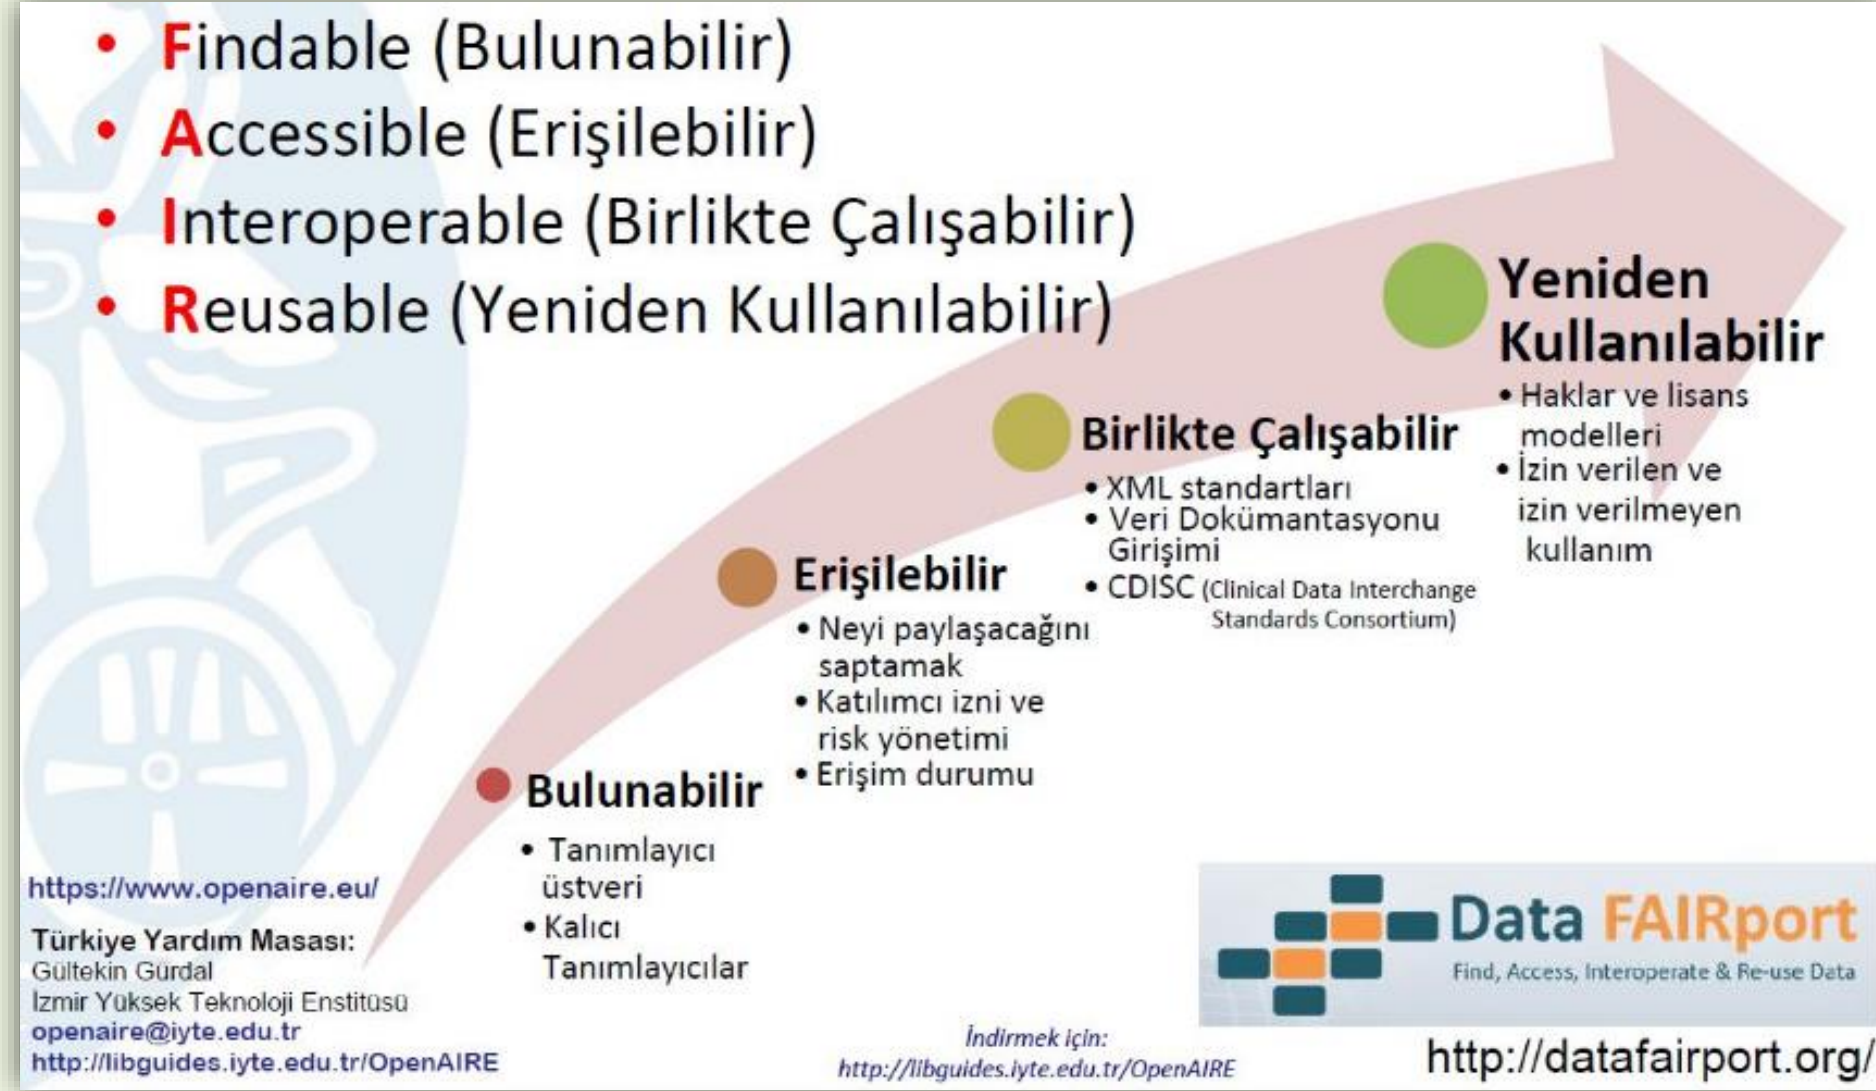 • Findable (Bulunabilir)
• Accessible (Erişilebilir)
• Interoperable (Birlikte Çalışabilir)
• Reusable (Yeniden Kullanılabilir)
Yeniden
Kullanılabilir
• Haklar ve lisans
modelleri
• İzin verilen ve
izin verilmeyen
kullanım
Birlikte Çalışabilir
• XML standartları
• Veri Dokümantasyonu
Girişimi
• CDISC (Clinical Data Interchange
Standards Consortium)
Erişilebilir
• Neyi paylaşacağını
saptamak
• Katılımcı izni ve
risk yönetimi
• Erişim durumu
Bulunabilir
• Tanımlayıcı
üstveri
• Kalıcı
Tanımlayıcılar
https://www.openaire.eu/
Türkiye Yardım Masası:
Gültekin Gürdal
İzmir Yüksek Teknoloji Enstitüsü
openaire@iyte.edu.tr
http://libguides.iyte.edu.tr/OpenAIRE
İndirmek için:
http://libguides.iyte.edu.tr/OpenAIRE
Data FAIRport
Find, Access, Interoperate & Re-use Data
http://datafairport.org/